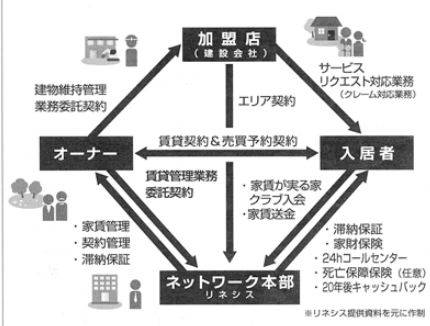 加盟店
(建設会社)
サービス
リクエスト対応業務
(クレーム対応業務)
建物維持管理
業務委託契約
エリア契約
賃貸契約&売買予約契約
オーナー
入居者
賃貸管理業務
委託契約
・家賃が実る家
クラブ入会
・家賃送金
・家賃管理
・契約管理
・滞納保証
・滞納保証
・家財保険
・24hコールセンター
・死亡保障保険(任意)
・20年後キャッシュバック
ネットワーク本部
リネシス
※リネシス提供資料を元に作制